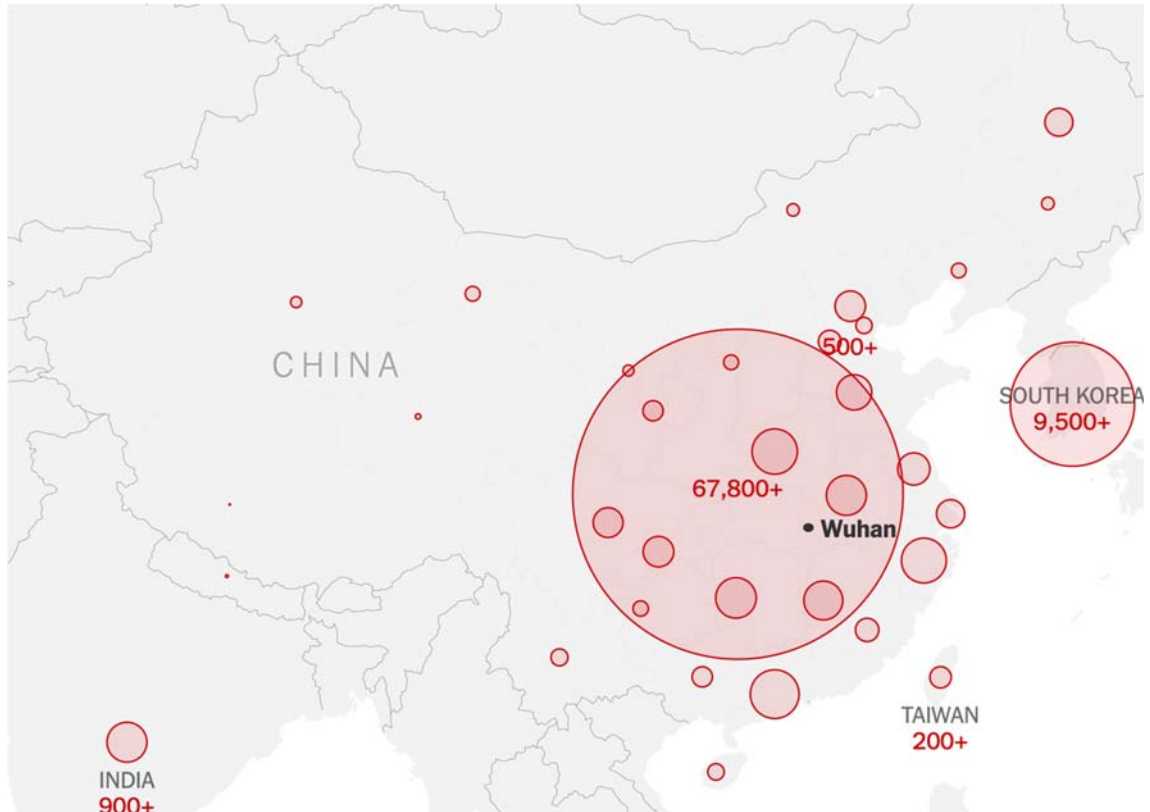 CHINA
500+
SOUTH KOREA
9,500+
67,800+
Wuhan
TAIWAN
200+
INDIA
900+